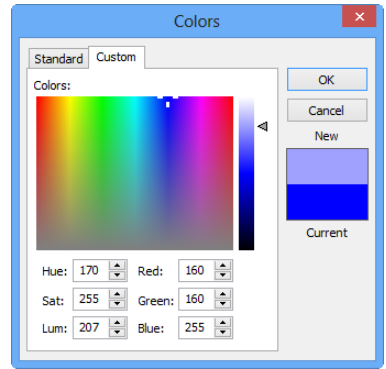 Colors
Standard Custom
Colors:
OK
Cancel
New
Current
Hue: 170 Red: 160
Sat: 255 Green: 160
Lum: 207 Blue: 255